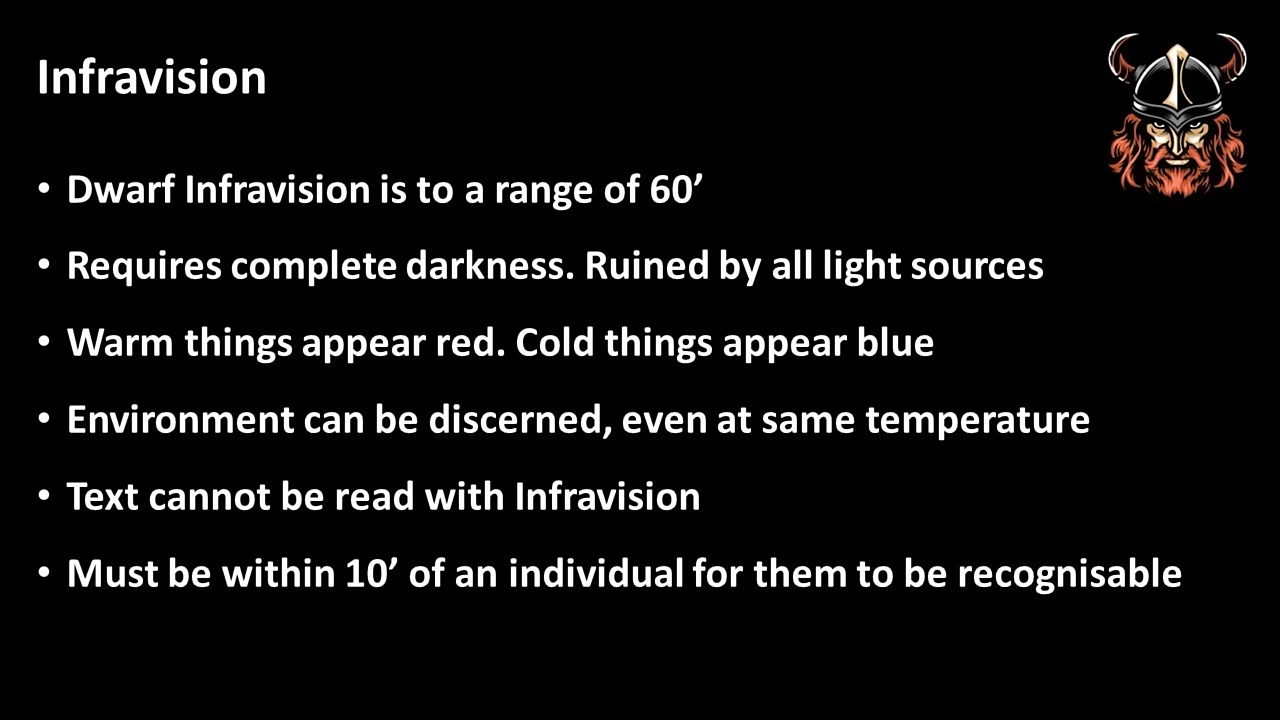 Infravision
• Dwarf Infravision is to a range of 60’
• Requires complete darkness. Ruined by all light sources
• Warm things appear red. Cold things appear blue
• Environment can be discerned, even at same temperature
• Text cannot be read with Infravision
• Must be within 10’ of an individual for them to be recognisable